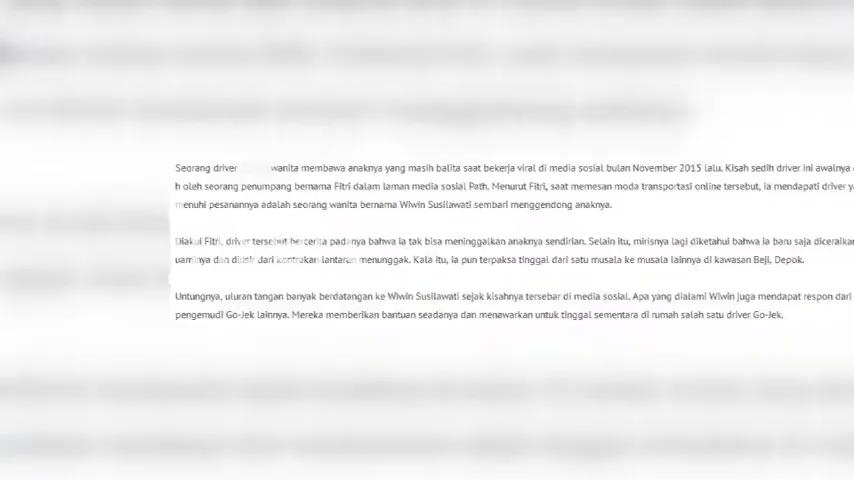 Seorang driver wanita membawa anaknya yang masih balita saat bekerja viral di media sosial bulan November 2015 lalu. Kisah sedih driver ini awalnya
h oleh seorang penumpang bernama Fitri dalam laman media sosial Path. Menurut Fitri, saat memesan moda transportasi online tersebut, ia mendapati driver
menuhi pesanannya adalah seorang wanita bernama Wiwin Susilawati sembari menggendong anaknya.
Diakui Fitri, driver tersebut bercerita padanya bahwa ia tak bisa meninggalkan anaknya sendirian. Selain itu, mirisnya lagi diketahui bahwa ia baru saja diceraikan
uaminya dan diusir dari kontrakan lantaran menunggak. Kala itu, ia pun terpaksa tinggal dari satu musala ke musala lainnya di kawasan Beji, Depok.
Untungnya, uluran tangan banyak berdatangan ke Wiwin Susilawati sejak kisahnya tersebar di media sosial. Apa yang dialami Wiwin juga mendapat respon dari
pengemudi Go-Jek lainnya. Mereka memberikan bantuan seadanya dan menawarkan untuk tinggal sementara di rumah salah satu driver Go-Jek.